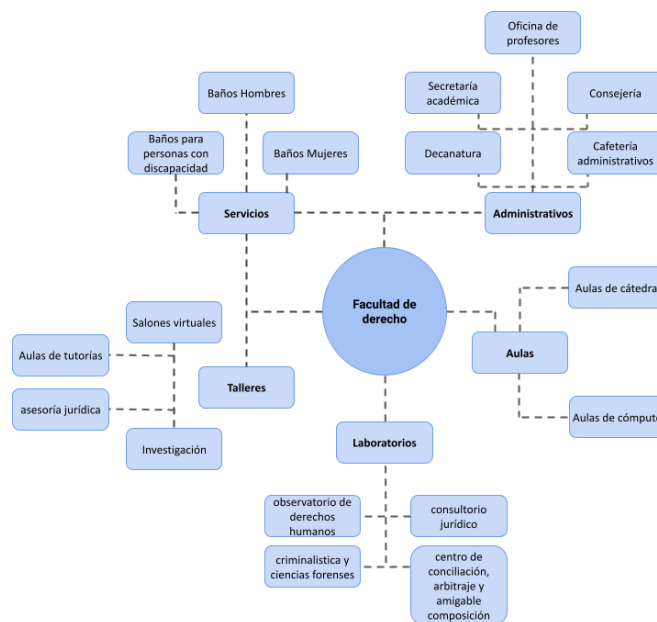 Oficina de
profesores
Secretaría
académica
Consejería
Decanatura
Cafetería
administrativos
Administrativos
Baños Hombres
Baños para
personas con
discapacidad
Baños Mujeres
Servicios
Facultad de
derecho
Aulas de cátedra
Aulas
Aulas de cómputo
Salones virtuales
Aulas de tutorías
asesoría jurídica
Investigación
Talleres
Laboratorios
observatorio de
derechos
humanos
consultorio
jurídico
criminalistica y
ciencias forenses
centro de
conciliación,
arbitraje y
amigable
composición